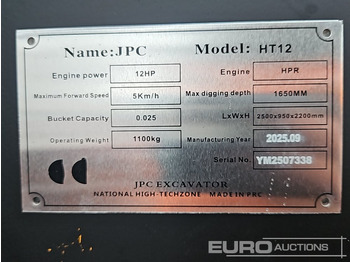 Name: JPC Model: HT12
Engine power 12HP Engine HPR
Maximum Forward Speed 5Km/h Max digging depth 1650MM
Bucket Capacity 0.025 LxWxH 2500x950x2200mm
Operating Weight 1100kg Manufacturing Year 2025.09
Serial No. YM2507338
JPC EXCAVATOR
NATIONAL HIGH-TECHZONE MADE IN PRC
EURO AUCTIONS